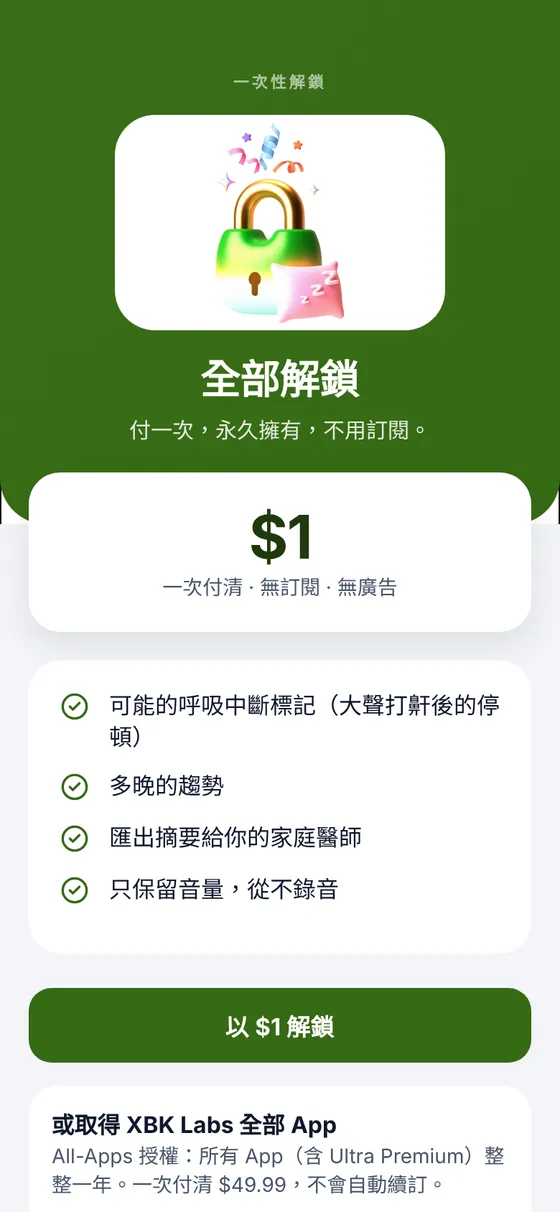 一次性解鎖
z z Z
全部解鎖
付一次，永久擁有，不用訂閱。
$1
一次付清 · 無訂閱 · 無廣告
可能的呼吸中斷標記（大聲打鼾後的停
頓）
多晚的趨勢
匯出摘要給你的家庭醫師
只保留音量，從不錄音
以 $1 解鎖
或取得 XBK Labs 全部 App
All-Apps 授權：所有 App（含 Ultra Premium）整
整一年。一次付清 $49.99，不會自動續訂。